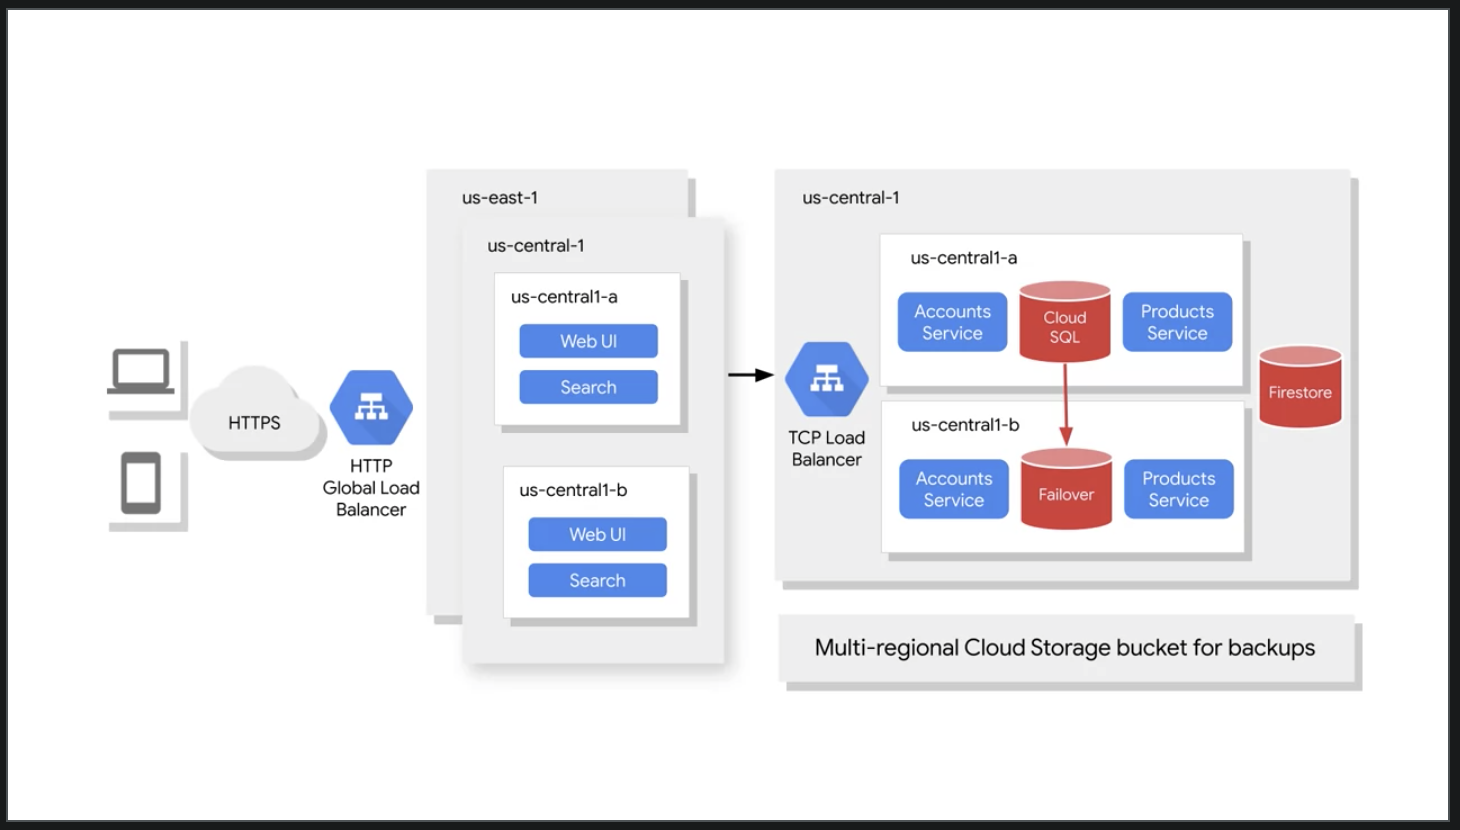 us-east-1
us-central-1
us-central1-a
Web UI
Search
us-central1-b
Web UI
Search
HTTPS
HTTP
Global Load
Balancer
us-central-1
us-central1-a
Accounts
Service
Cloud
SQL
Products
Service
TCP Load
Balancer
us-central1-b
Accounts
Service
Failover
Products
Service
Firestore
Multi-regional Cloud Storage bucket for backups